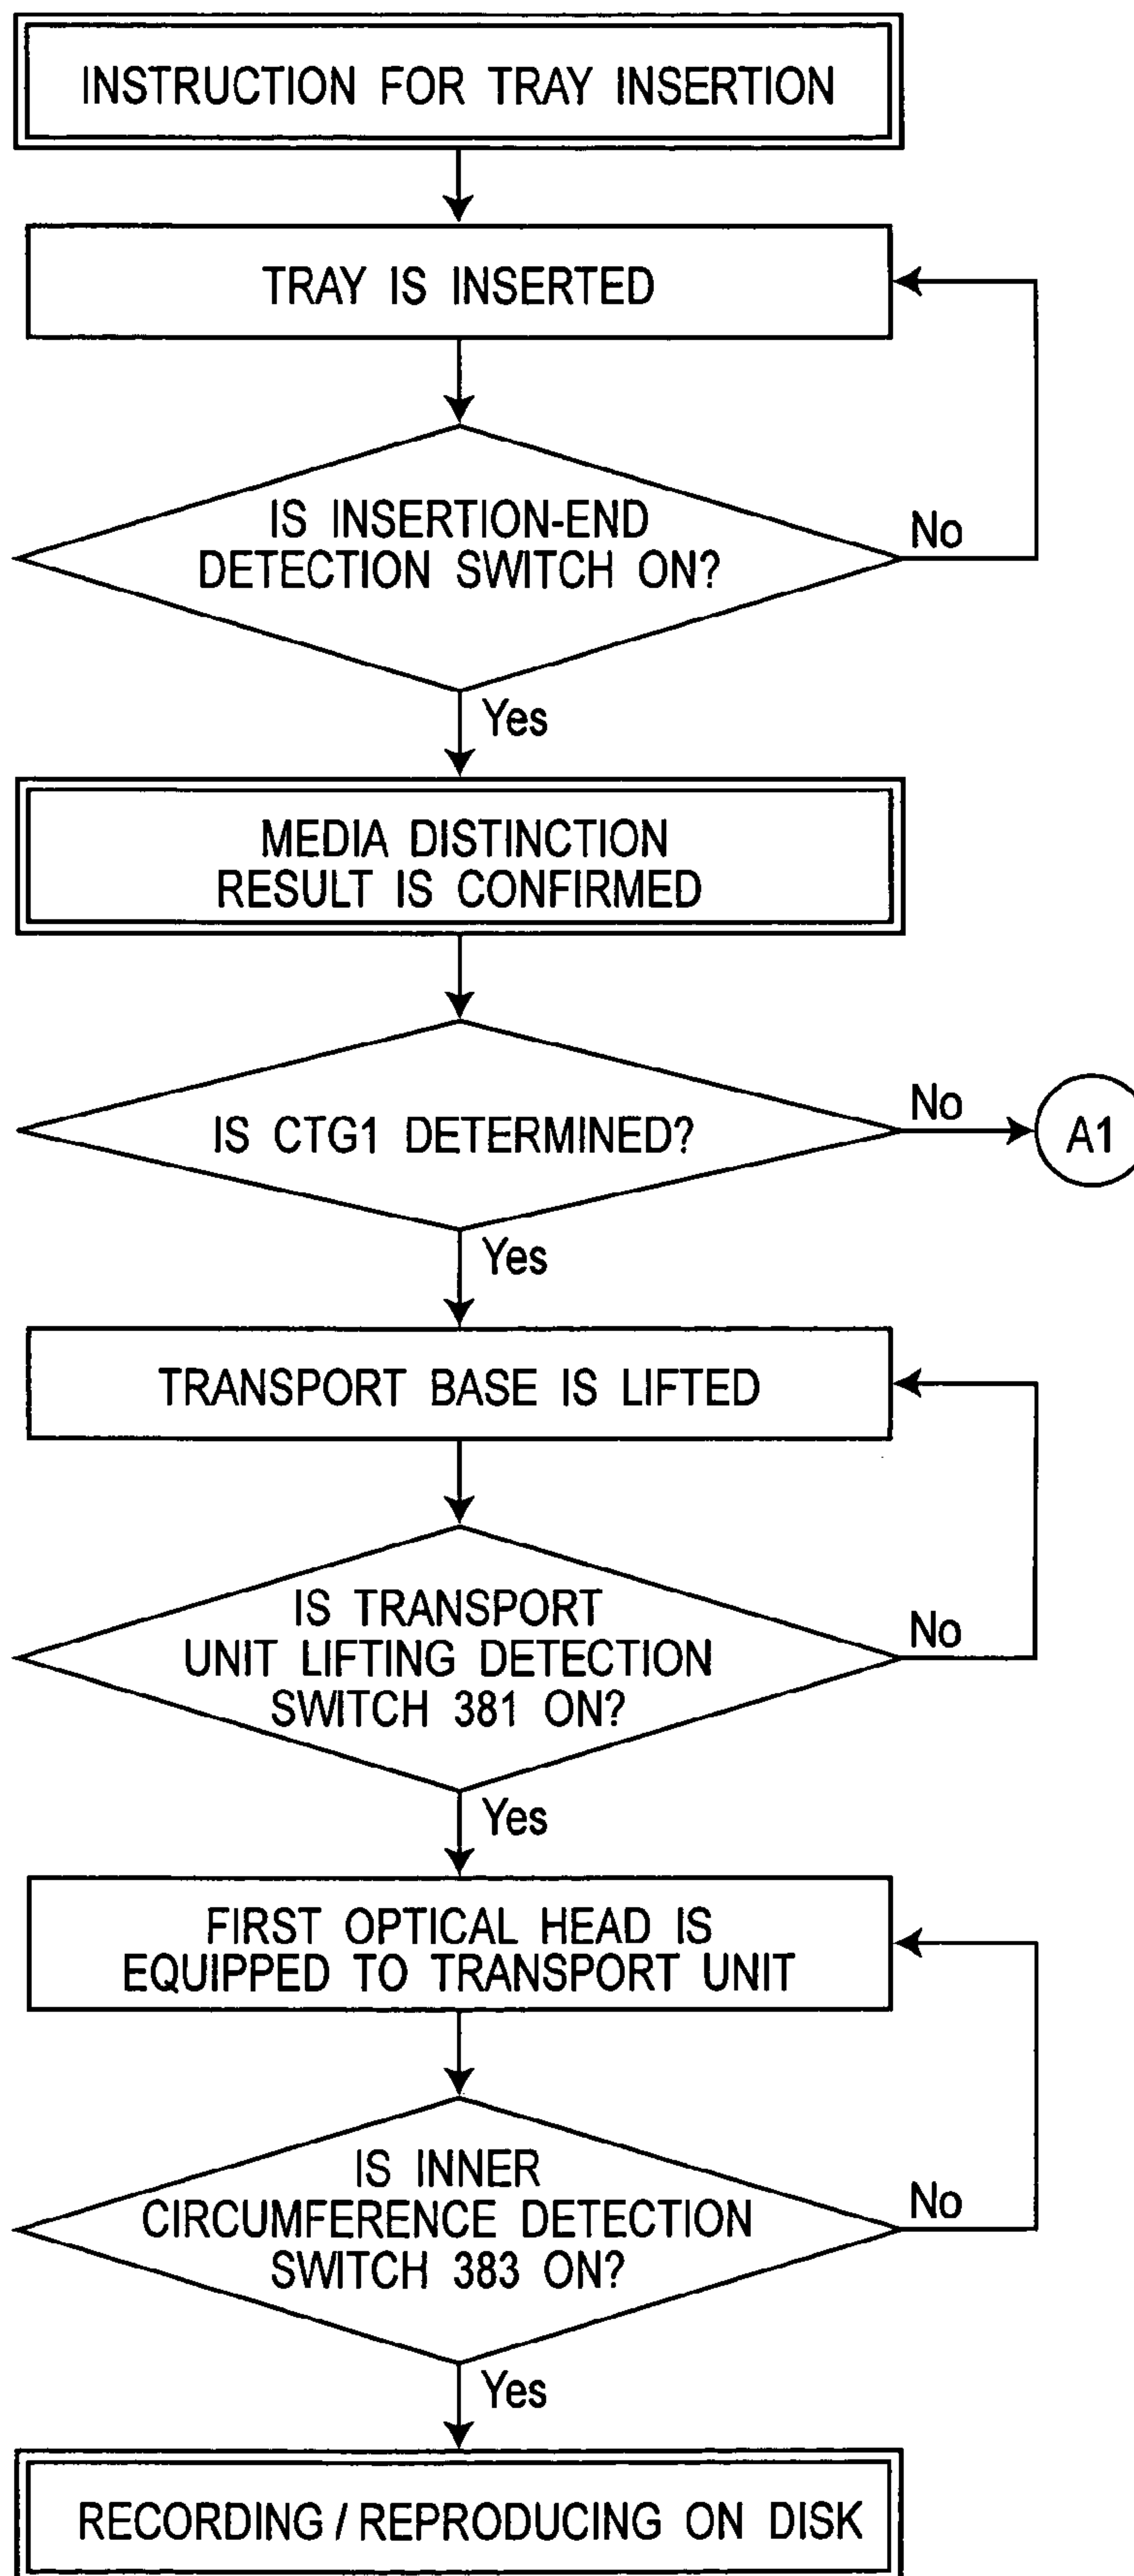 INSTRUCTION FOR TRAY INSERTION
TRAY IS INSERTED
IS INSERTION-END
DETECTION SWITCH ON?
No
Yes
MEDIA DISTINCTION
RESULT IS CONFIRMED
IS CTG1 DETERMINED?
No
A1
Yes
TRANSPORT BASE IS LIFTED
IS TRANSPORT
UNIT LIFTING DETECTION
SWITCH 381 ON?
No
Yes
FIRST OPTICAL HEAD IS
EQUIPPED TO TRANSPORT UNIT
IS INNER
CIRCUMFERENCE DETECTION
SWITCH 383 ON?
No
Yes
RECORDING / REPRODUCING ON DISK